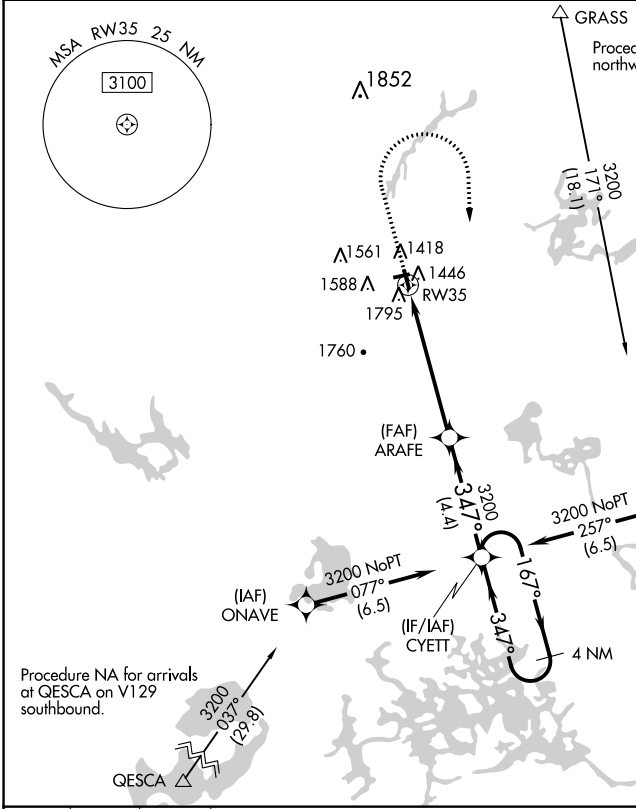 MSA RW35 25 NM
3100
GRASS
Proced
northw
1852
3200
171°
(18.1)
1561
1418
1588
1446
RW35
1795
1760
(FAF)
ARAFE
3200
347°
(4.4)
3200 NoPT
257°
(6.5)
3200 NoPT
077°
(6.5)
(IAF)
ONAVE
(IF/IAF)
CYETT
167°
347°
4 NM
Procedure NA for arrivals
at QESCA on V129
southbound.
3200
037°
(29.8)
QESCA